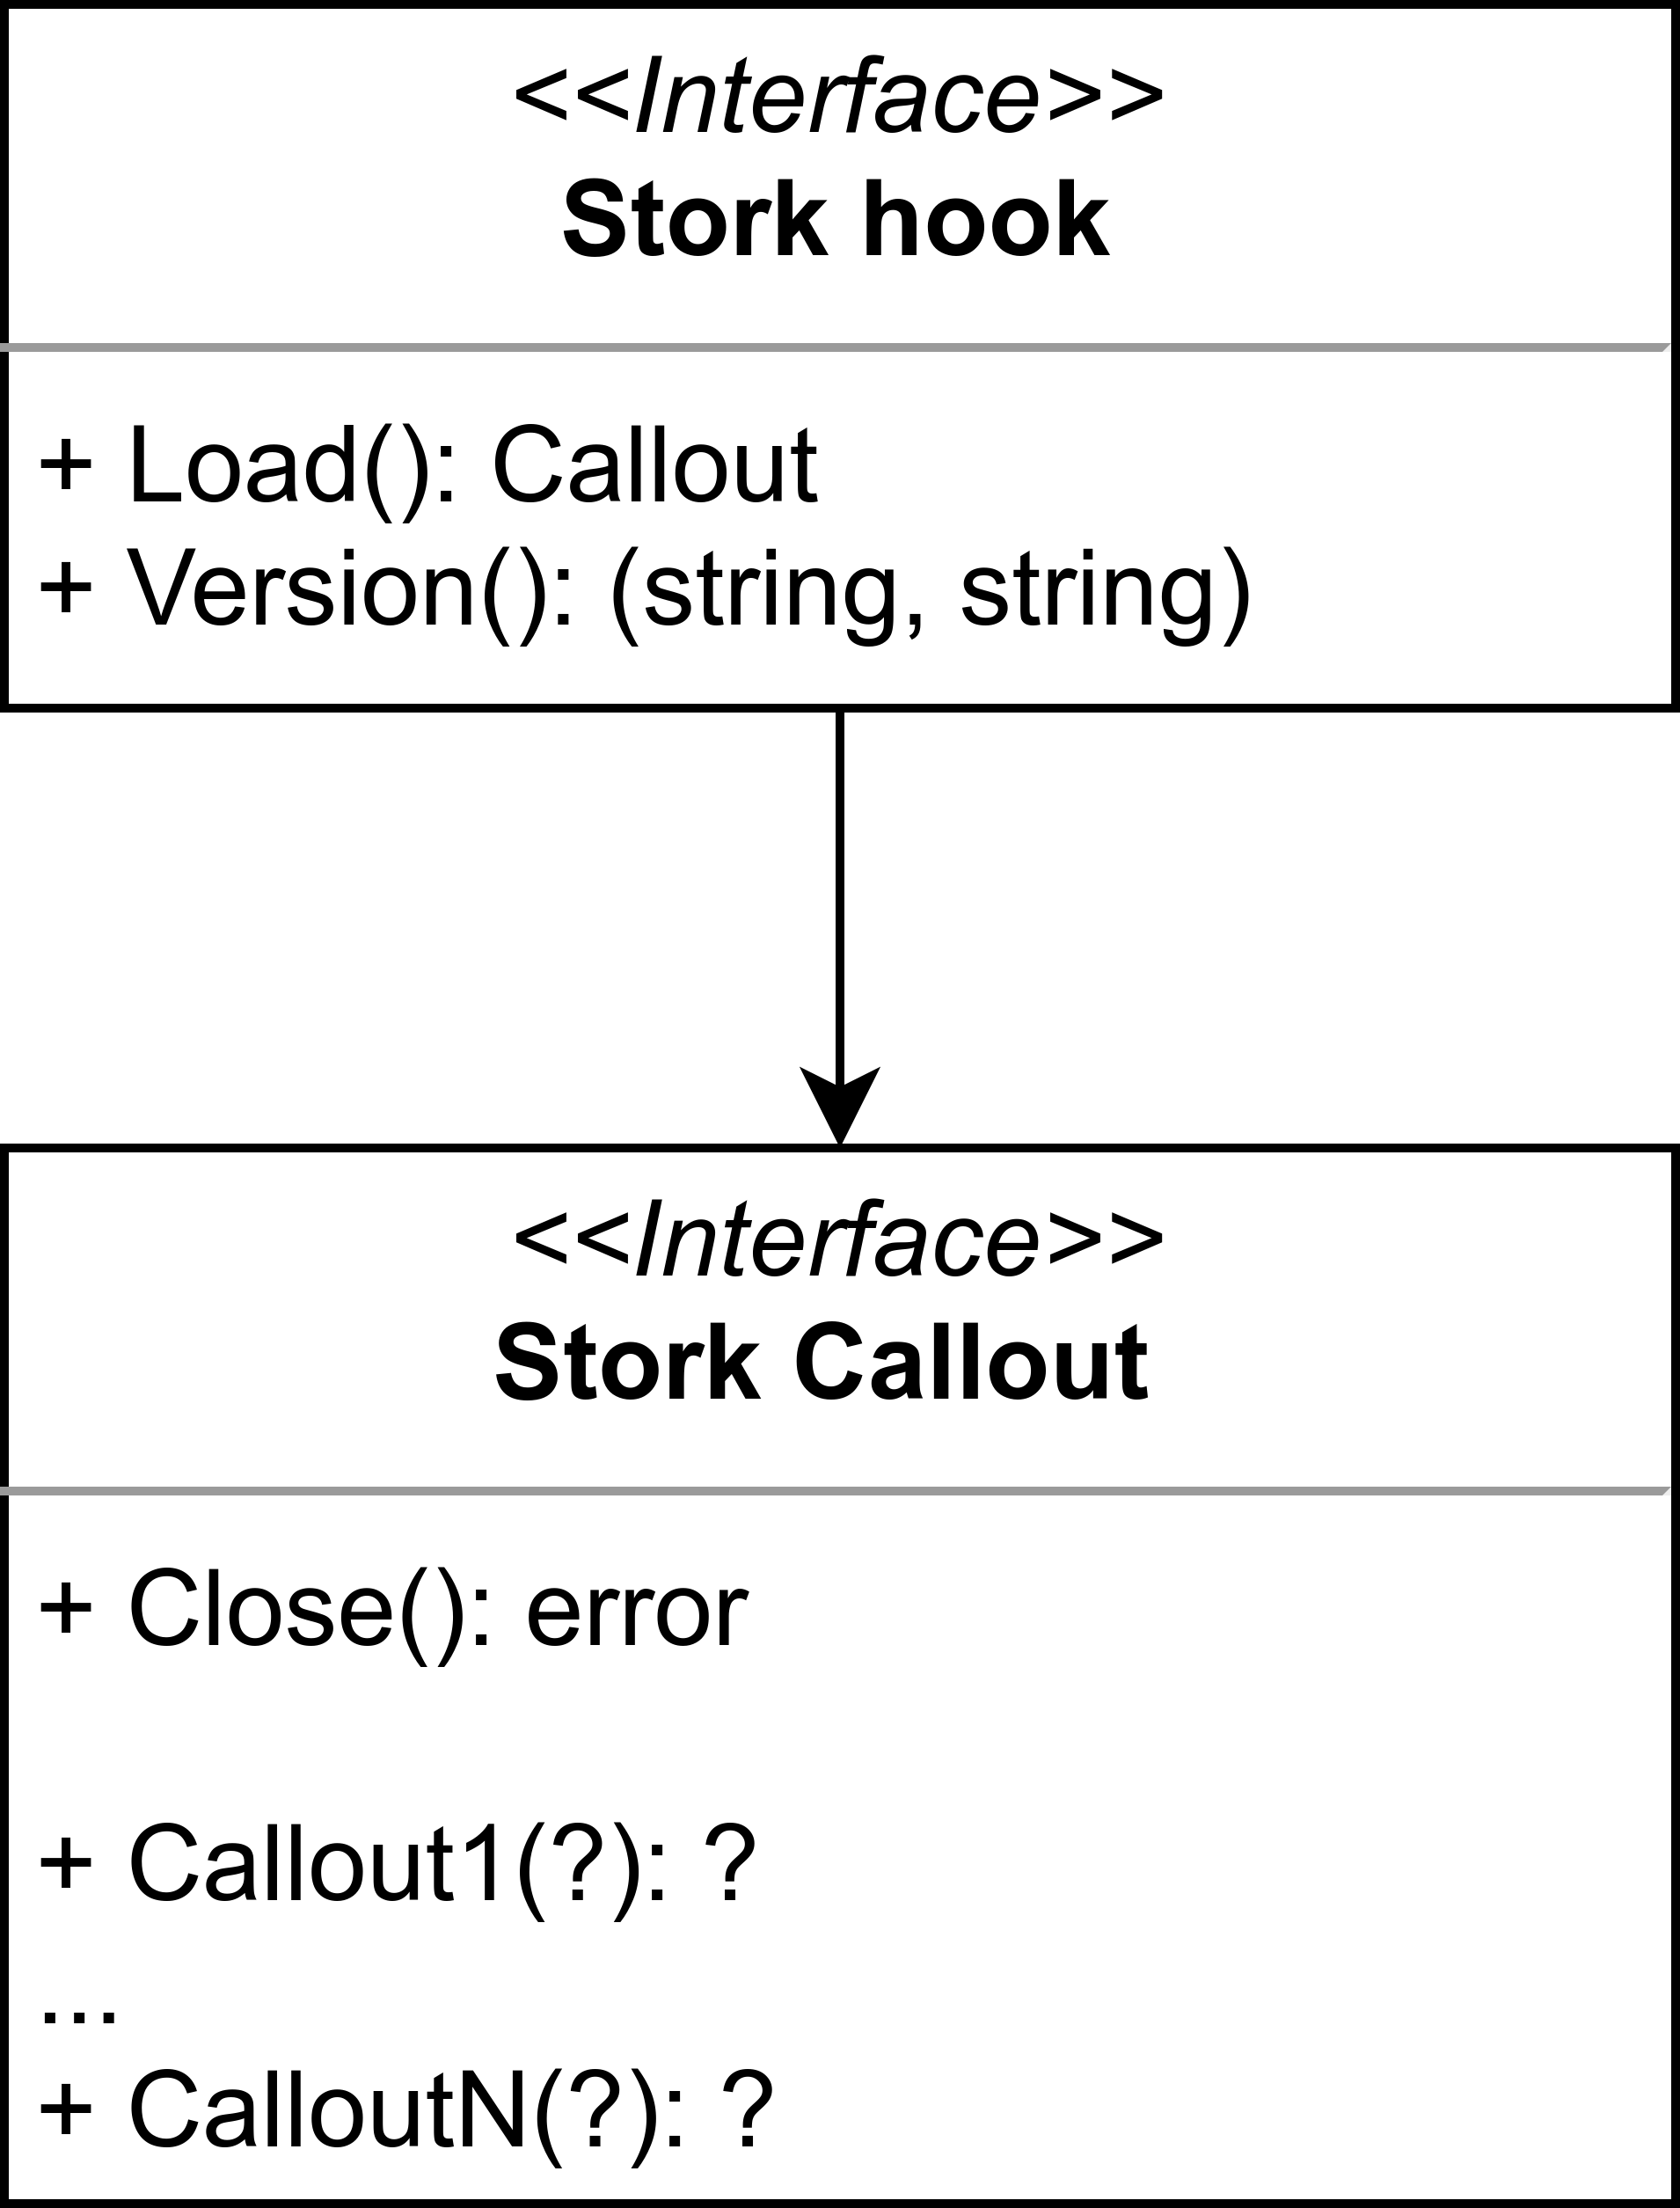 <<Interface>>
Stork hook
+ Load(): Callout
+ Version(): (string, string)
<<Interface>>
Stork Callout
+ Close(): error
+ Callout1(?): ?
...
+ CalloutN(?): ?